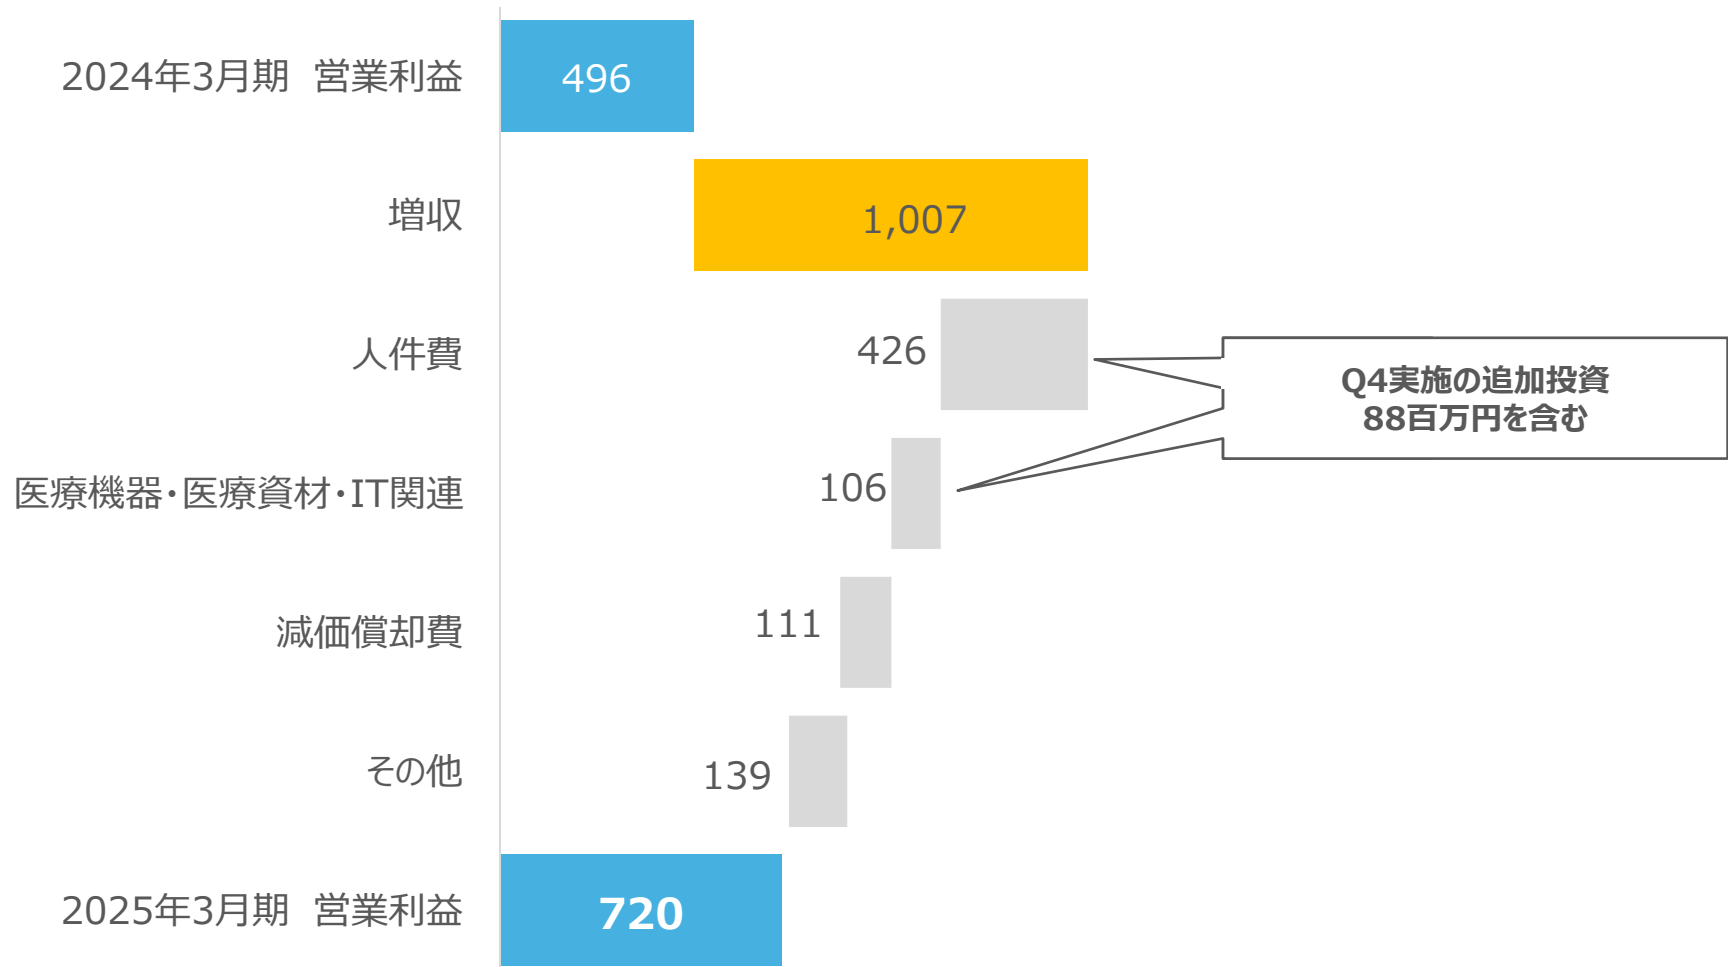 2024年3月期 営業利益
496
増収
1,007
人件費
426
Q4実施の追加投資
88百万円を含む
医療機器・医療資材・IT関連
106
減価償却費
111
その他
139
2025年3月期 営業利益
720